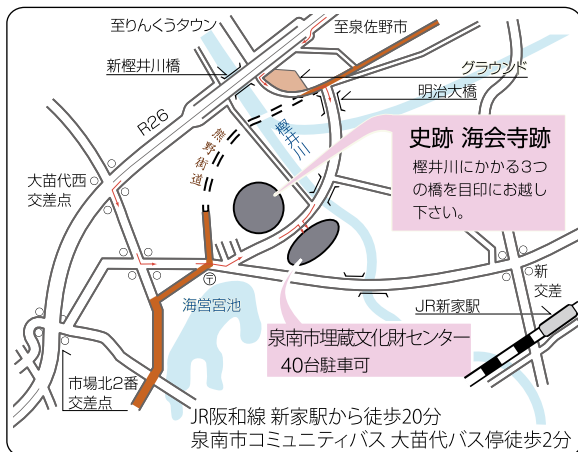 至りんくうタウン
至泉佐野市
新樫井川橋
グラウンド
明治大橋
R26
熊野街道
樫井川
史跡 海会寺跡
樫井川にかかる3つ
の橋を目印にお越し
下さい。
大苗代西
交差点
海営宮池
新
交差
JR新家駅
泉南市埋蔵文化財センター
40台駐車可
市場北2番
交差点
JR阪和線 新家駅から徒歩20分
泉南市コミュニティバス 大苗代バス停徒歩2分